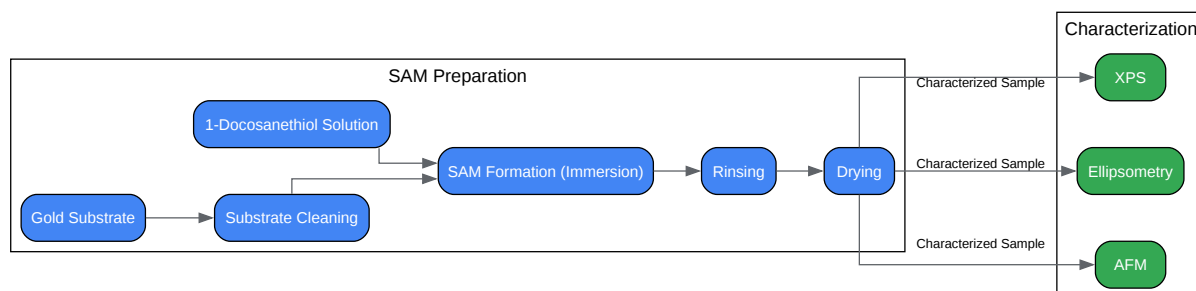 Characterization
SAM Preparation
1-Docosanethiol Solution
Gold Substrate
Substrate Cleaning
SAM Formation (Immersion)
Rinsing
Drying
Characterized Sample
XPS
Characterized Sample
Ellipsometry
Characterized Sample
AFM